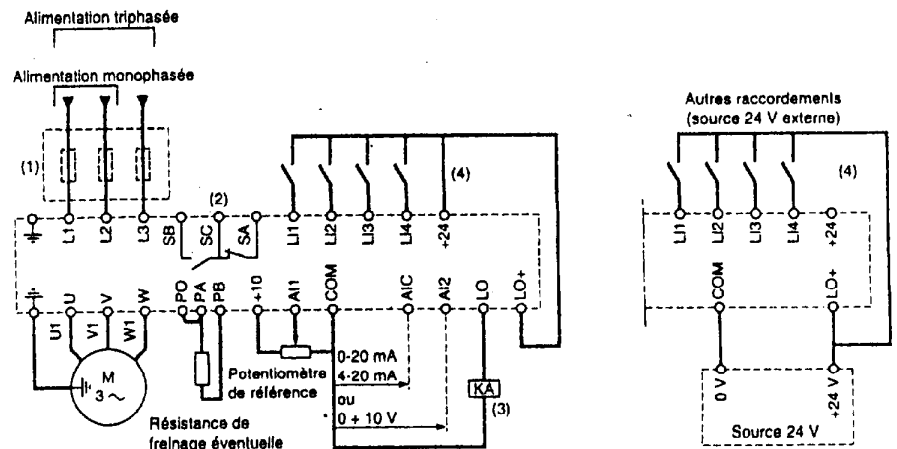 Alimentation triphasée
Alimentation monophasée
(1)
(2)
(4)
L1
L2
L3
SB
SC
SA
LI1
LI2
LI3
LI4
+24
U
V
W
PO
PA
PB
+10
AI1
COM
AIC
AI2
LO
LO+
U1
V1
W1
M
3 ~
Potentiomètre
de référence
Résistance de
freinage éventuelle
0-20 mA
4-20 mA
ou
0 + 10 V
KA
(3)
Autres raccordements
(source 24 V externe)
(4)
LI1
LI2
LI3
LI4
+24
COM
LO+
0 V
+24 V
Source 24 V